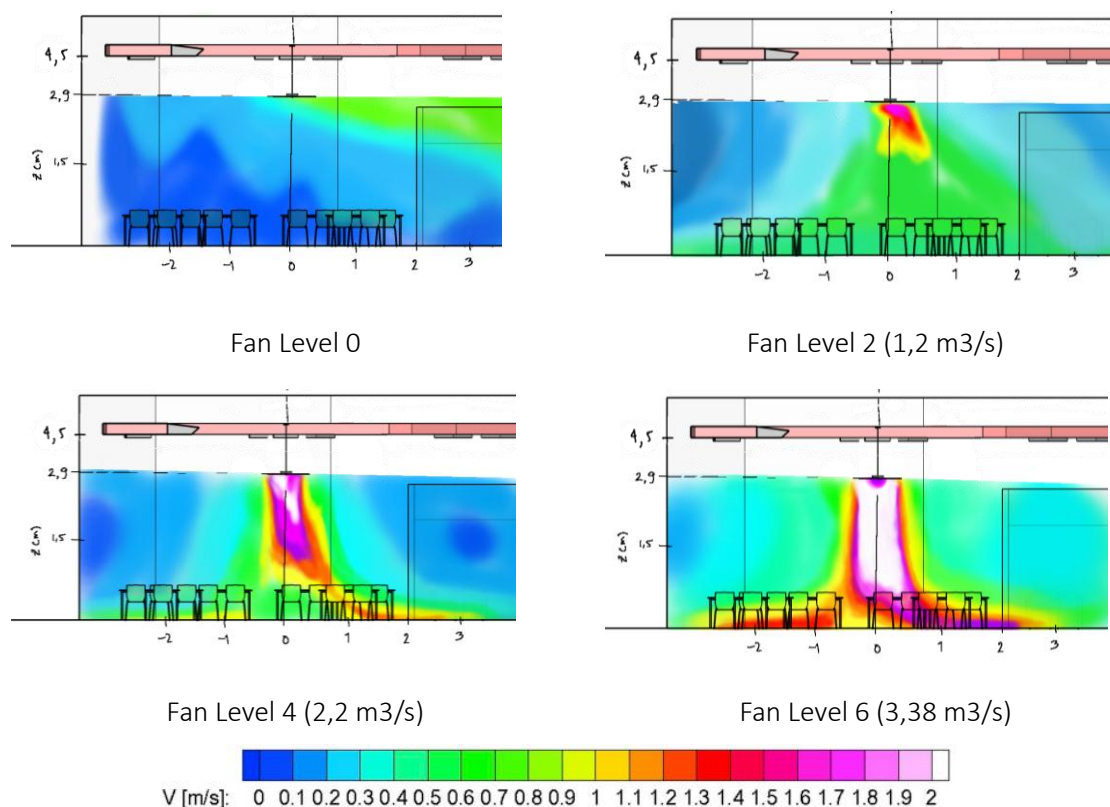 4,5
2,9
1,5
z (m)
-2 -1 0 1 2 3
Fan Level 0
4,5
2,9
1,5
z (m)
-2 -1 0 1 2 3
Fan Level 2 (1,2 m3/s)
4,5
2,9
1,5
z (m)
-2 -1 0 1 2 3
Fan Level 4 (2,2 m3/s)
4,5
2,9
1,5
z (m)
-2 -1 0 1 2 3
Fan Level 6 (3,38 m3/s)
V [m/s]: 0 0.1 0.2 0.3 0.4 0.5 0.6 0.7 0.8 0.9 1 1.1 1.2 1.3 1.4 1.5 1.6 1.7 1.8 1.9 2